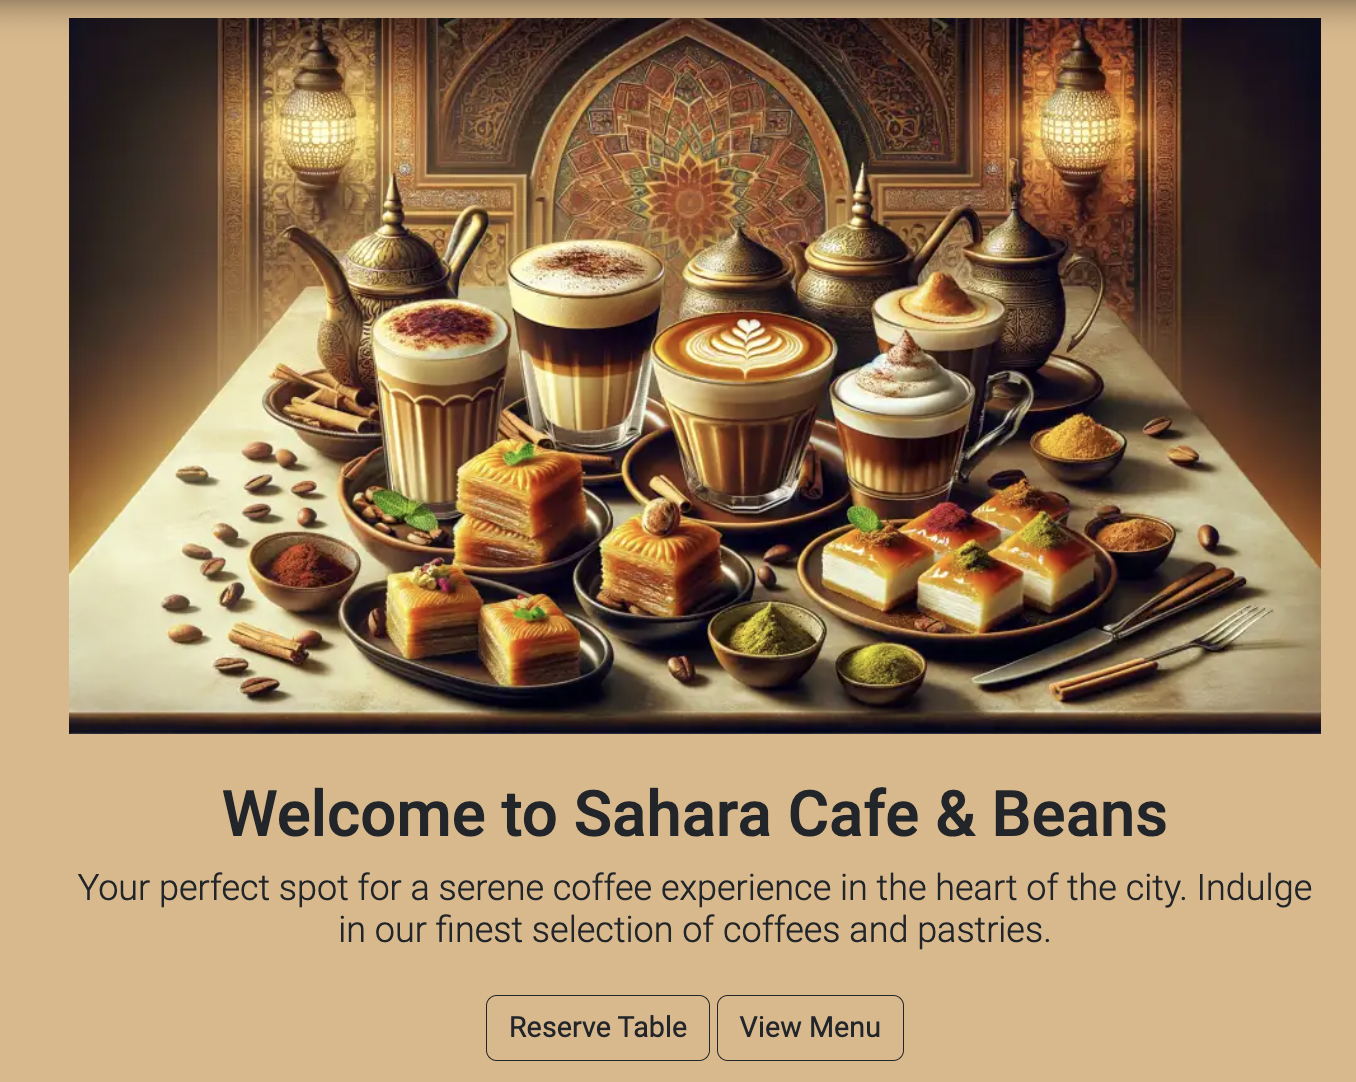 Welcome to Sahara Cafe & Beans
Your perfect spot for a serene coffee experience in the heart of the city. Indulge
in our finest selection of coffees and pastries.
Reserve Table
View Menu